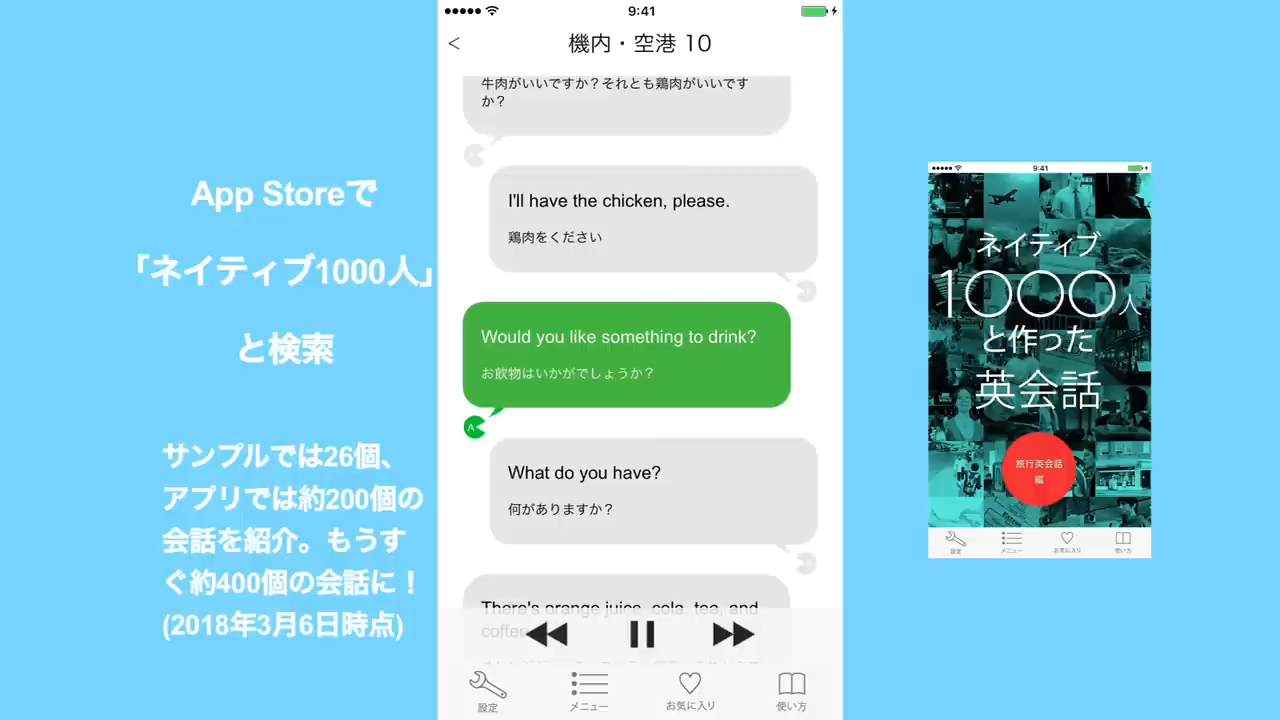 App Storeで
「ネイティブ1000人」
と検索
サンプルでは26個、
アプリでは約200個の
会話を紹介。もうす
ぐ約400個の会話に！
(2018年3月6日時点)
9:41
<
機内・空港 10
牛肉がいいですか？それとも鶏肉がいいです
か？
I'll have the chicken, please.
鶏肉をください
Would you like something to drink?
お飲物はいかがでしょうか？
A
What do you have?
何がありますか？
There's orange juice, cola, tea, and
coffee
設定
メニュー
お気に入り
使い方
9:41
ネイティブ
1000人
と作った
英会話
旅行英会話
編
設定
メニュー
お気に入り
使い方